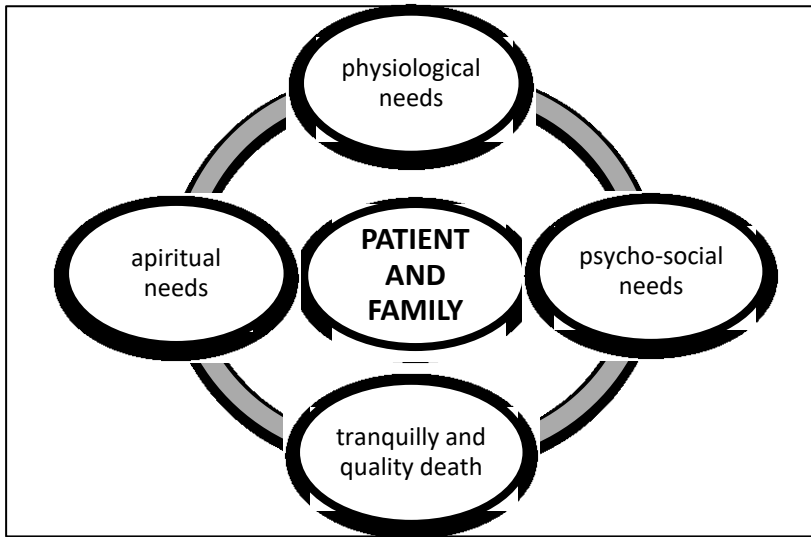 physiological
needs
apiritual
needs
PATIENT
AND
FAMILY
psycho-social
needs
tranquilly and
quality death